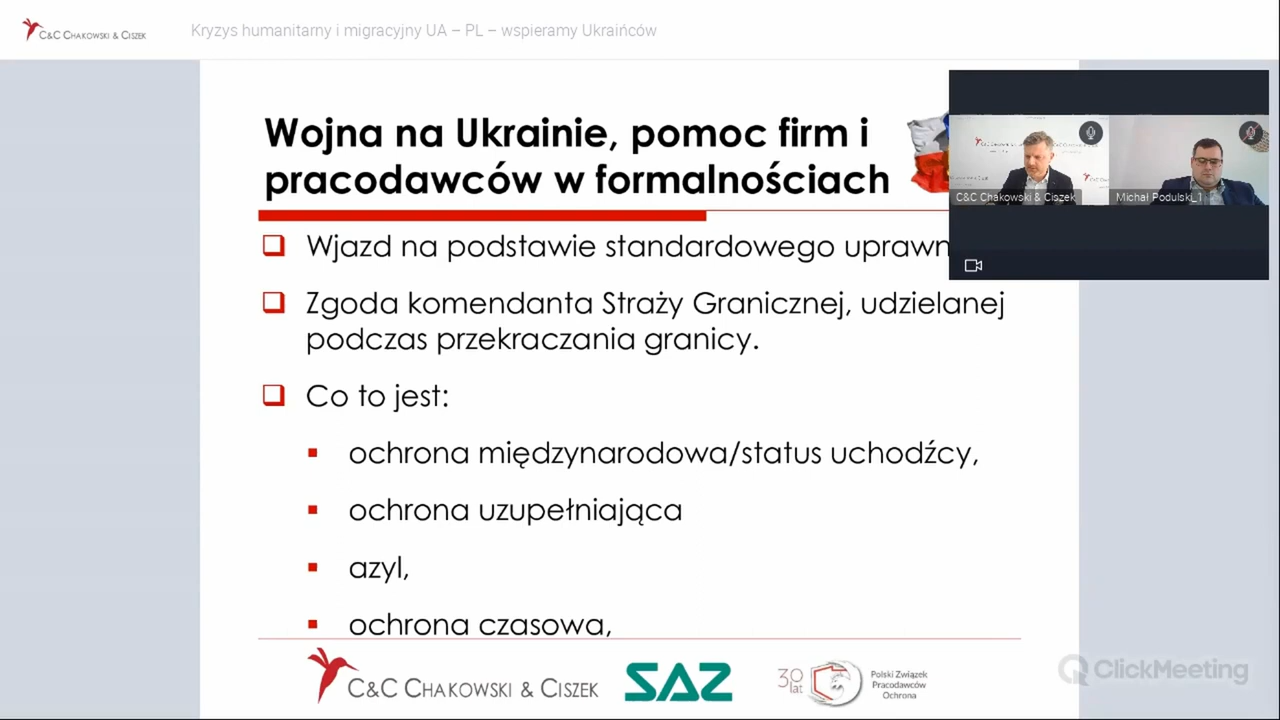 C&C CHAKOWSKI & CISZEK
Kryzys humanitarny i migracyjny UA – PL – wspieramy Ukraińców
Wojna na Ukrainie, pomoc firm i
pracodawców w formalnościach
C&C Chakowski & Ciszek
Michał Podulski_1
Wjazd na podstawie standardowego uprawn
Zgoda komendanta Straży Granicznej, udzielanej
podczas przekraczania granicy.
Co to jest:
ochrona międzynarodowa/status uchodźcy,
ochrona uzupełniająca
azyl,
ochrona czasowa,
C&C CHAKOWSKI & CISZEK
SAZ
30 lat
Polski Związek
Pracodawców
Ochrona
ClickMeeting